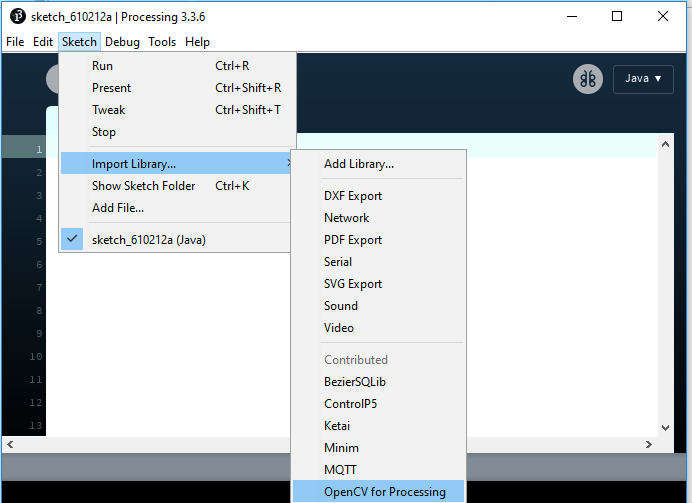 sketch_610212a | Processing 3.3.6
File Edit Sketch Debug Tools Help
Run Ctrl+R
Present Ctrl+Shift+R
Tweak Ctrl+Shift+T
Stop
Import Library...
Show Sketch Folder Ctrl+K
Add File...
sketch_610212a (Java)
Java ▾
Add Library...
DXF Export
Network
PDF Export
Serial
SVG Export
Sound
Video
Contributed
BezierSQLib
ControlP5
Ketai
Minim
MQTT
OpenCV for Processing
1
2
3
4
5
6
7
8
9
10
11
12
13